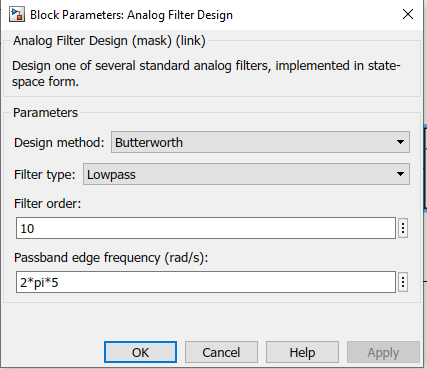 Block Parameters: Analog Filter Design
Analog Filter Design (mask) (link)
Design one of several standard analog filters, implemented in state-
space form.
Parameters
Design method: Butterworth
Filter type: Lowpass
Filter order:
10
Passband edge frequency (rad/s):
2*pi*5
OK Cancel Help Apply